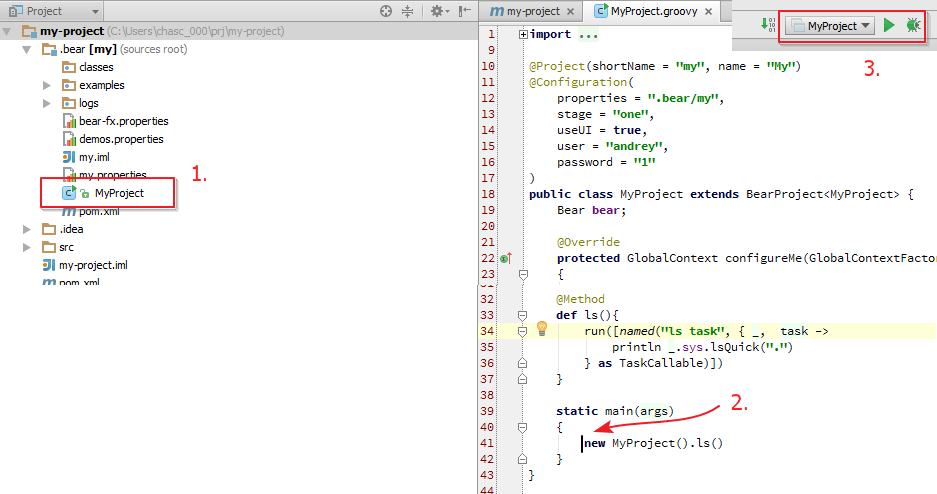 Project
my-project (C:\Users\chasc_000\prj\my-project)
.bear [my] (sources root)
classes
examples
logs
bear-fx.properties
demos.properties
my.iml
my.properties
MyProject
pom.xml
.idea
src
my-project.iml
pom.xml
1.
my-project
MyProject.groovy
MyProject
3.
1 import ...
9
10 @Project(shortName = "my", name = "My")
11 @Configuration(
12 properties = ".bear/my",
13 stage = "one",
14 useUI = true,
15 user = "andrey",
16 password = "1"
17 )
18 public class MyProject extends BearProject<MyProject> {
19 Bear bear;
20
21 @Override
22 protected GlobalContext configureMe(GlobalContextFactor
23 {
32 @Method
33 def ls(){
34 run([named("ls task", { _, task ->
35 println _.sys.lsQuick(".")
36 } as TaskCallable)])
37 }
38
39 static main(args)
40 {
41 new MyProject().ls()
42 }
43 }
44
2.